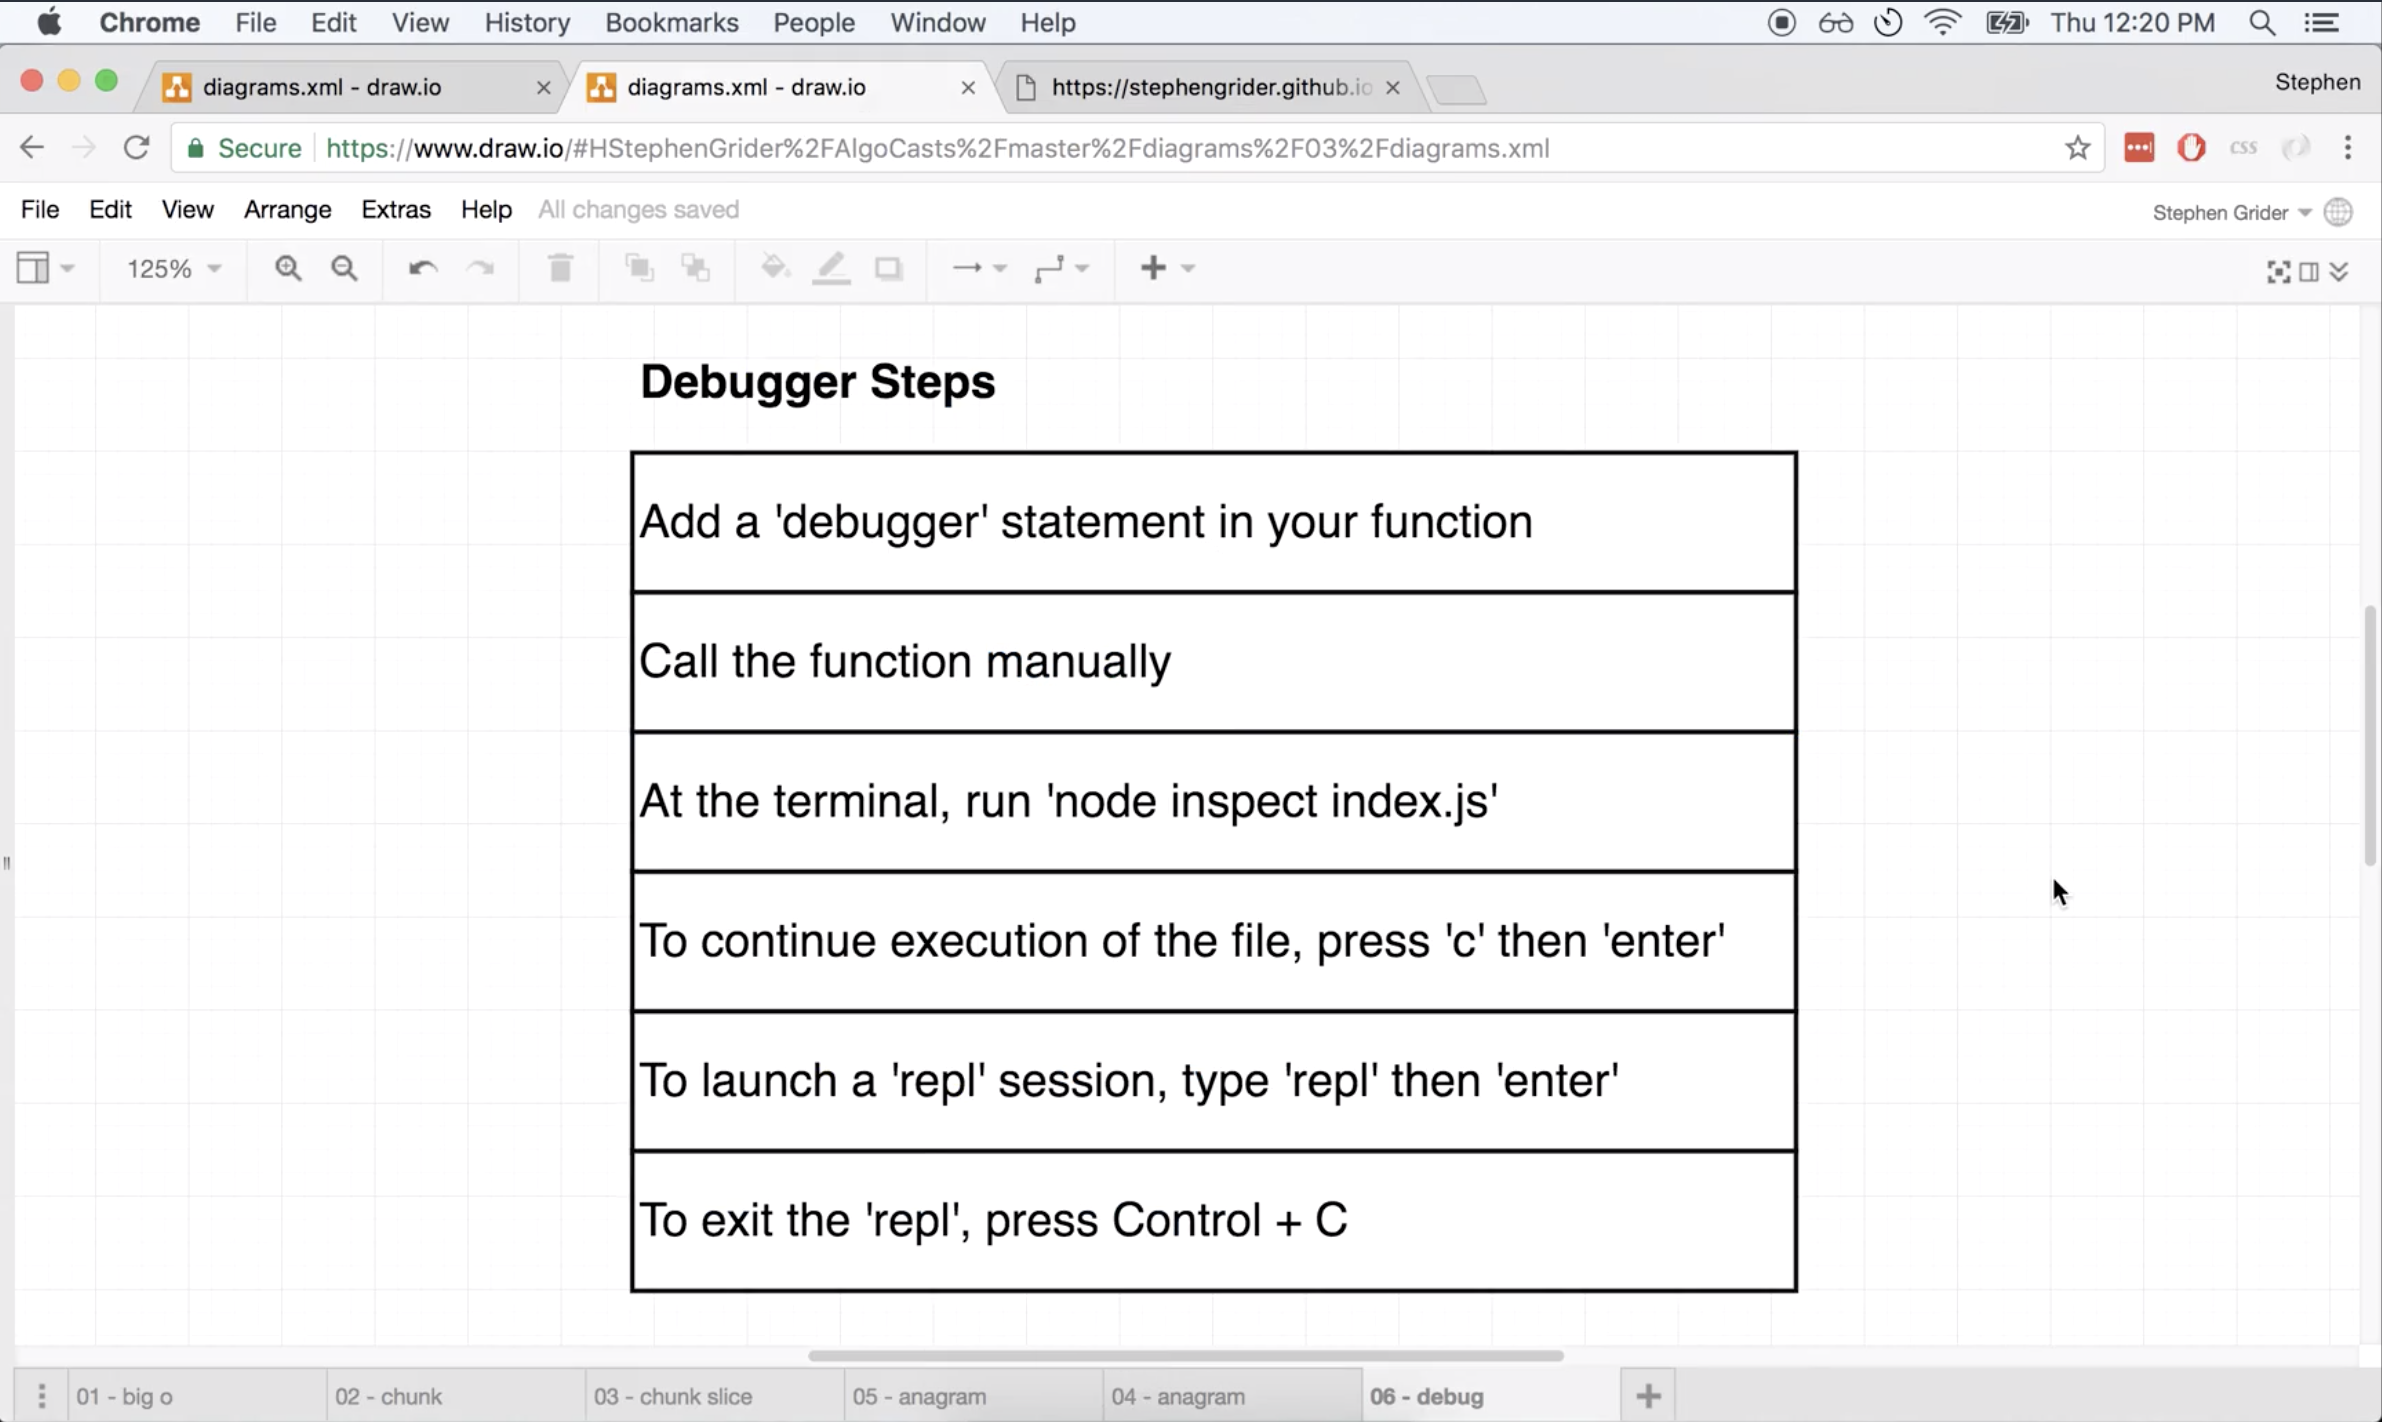 Chrome File Edit View History Bookmarks People Window Help Thu 12:20 PM
diagrams.xml - draw.io diagrams.xml - draw.io https://stephengrider.github.io Stephen
Secure https://www.draw.io/#HStephenGrider%2FAlgoCasts%2Fmaster%2Fdiagrams%2F03%2Fdiagrams.xml css
File Edit View Arrange Extras Help All changes saved Stephen Grider
125%
Debugger Steps
Add a 'debugger' statement in your function
Call the function manually
At the terminal, run 'node inspect index.js'
To continue execution of the file, press 'c' then 'enter'
To launch a 'repl' session, type 'repl' then 'enter'
To exit the 'repl', press Control + C
01 - big o 02 - chunk 03 - chunk slice 05 - anagram 04 - anagram 06 - debug